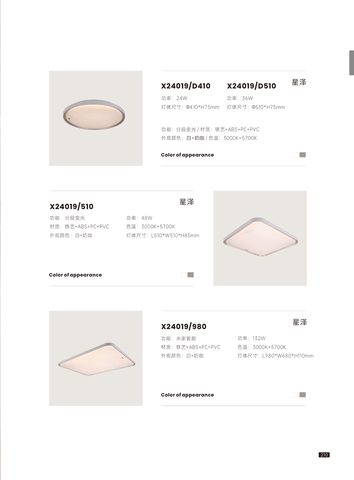 X24019/D410 X24019/D510 星泽
功率：24W 功率：36W
灯体尺寸：Φ410*H75mm 灯体尺寸：Φ510*H75mm
功能：分段变光 / 材质：铁艺+ABS+PC+PVC
外观颜色：白+奶咖 / 色温：3000K+5700K
Color of appearance
X24019/510 星泽
功能：分段变光 功率：48W
材质：铁艺+ABS+PC+PVC 色温：3000K+5700K
外观颜色：白+奶咖 灯体尺寸：L510*W510*H85mm
Color of appearance
X24019/980 星泽
功能：米家智能 功率：132W
材质：铁艺+ABS+PC+PVC 色温：3000K+5700K
外观颜色：白+奶咖 灯体尺寸：L980*W680*H110mm
Color of appearance
210